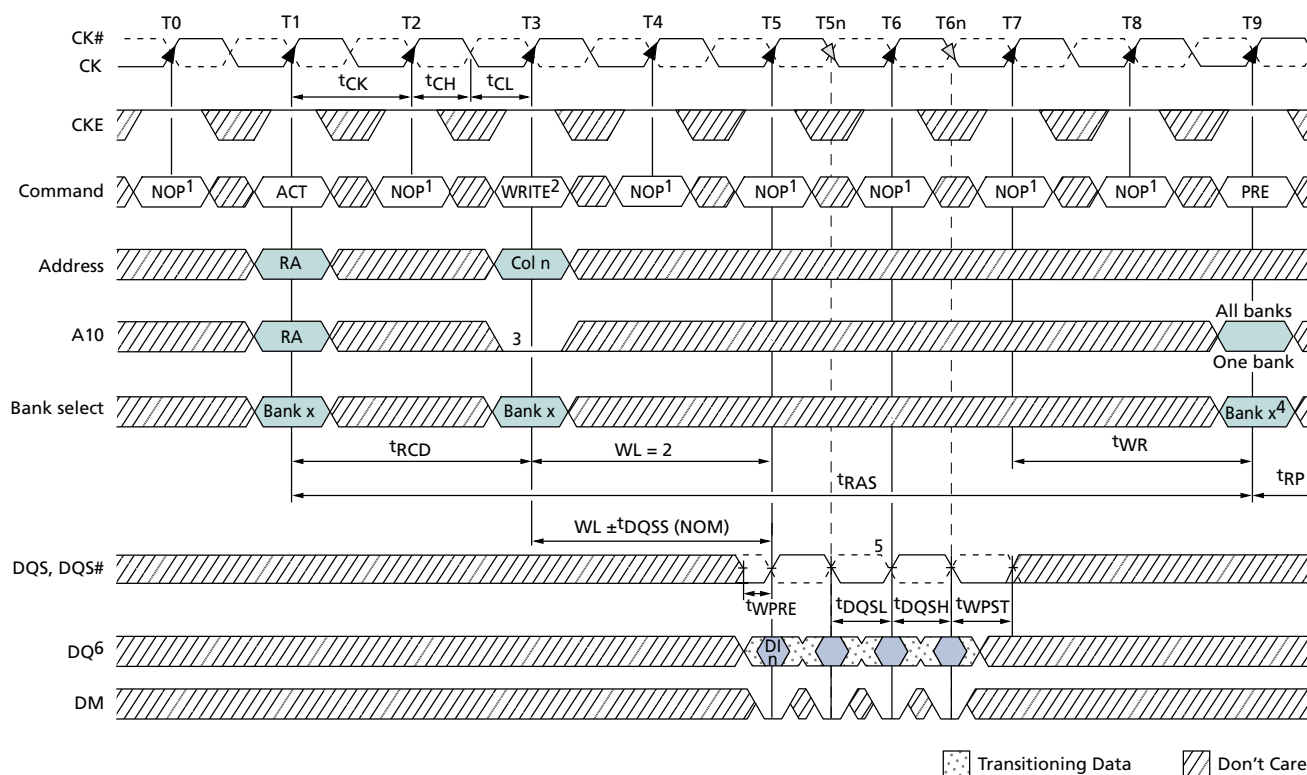 T0 T1 T2 T3 T4 T5 T5n T6 T6n T7 T8 T9
CK#
CK
tCK tCH tCL
CKE
Command NOP1 ACT NOP1 WRITE2 NOP1 NOP1 NOP1 NOP1 NOP1 PRE
Address RA Col n
All banks
A10 RA 3
One bank
Bank select Bank x Bank x Bank x4
tRCD WL = 2 tWR
tRAS tRP
WL ±tDQSS (NOM)
5
DQS, DQS#
tWPRE tDQSL tDQSH tWPST
DQ6 DI
n
DM
Transitioning Data Don't Care